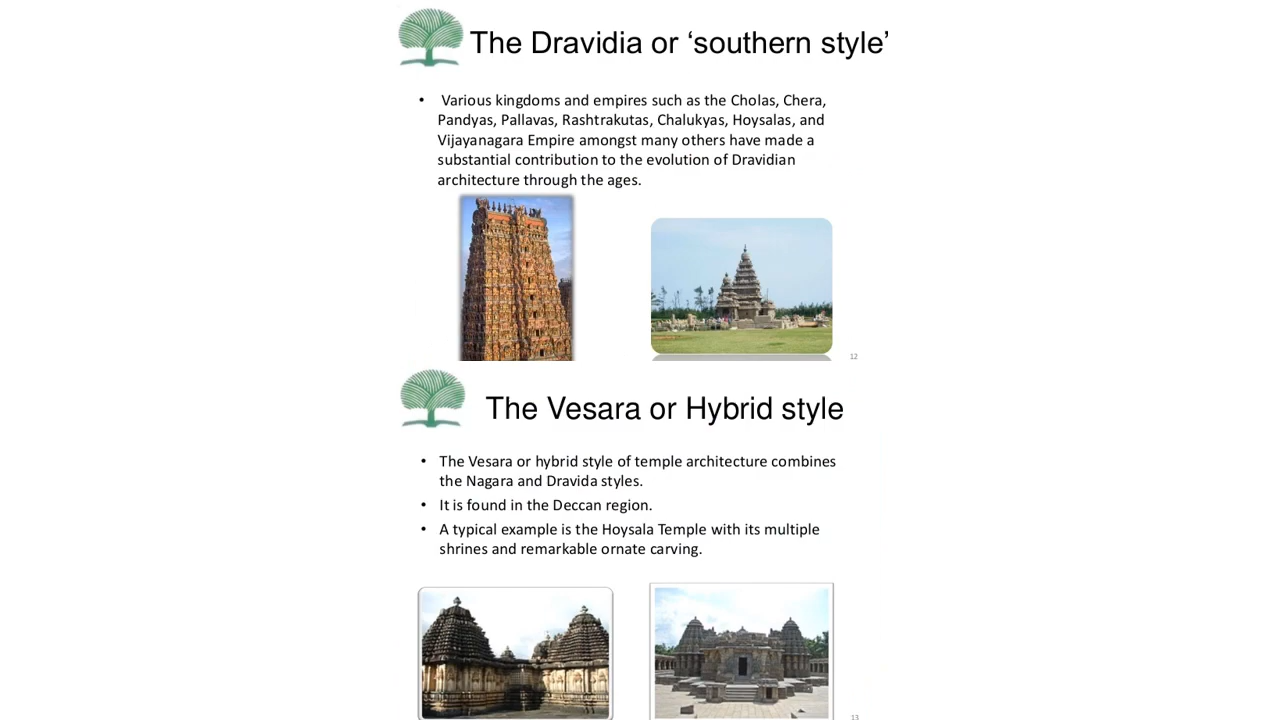 The Dravidia or ‘southern style’
• Various kingdoms and empires such as the Cholas, Chera,
Pandyas, Pallavas, Rashtrakutas, Chalukyas, Hoysalas, and
Vijayanagara Empire amongst many others have made a
substantial contribution to the evolution of Dravidian
architecture through the ages.
12
The Vesara or Hybrid style
• The Vesara or hybrid style of temple architecture combines
the Nagara and Dravida styles.
• It is found in the Deccan region.
• A typical example is the Hoysala Temple with its multiple
shrines and remarkable ornate carving.
13